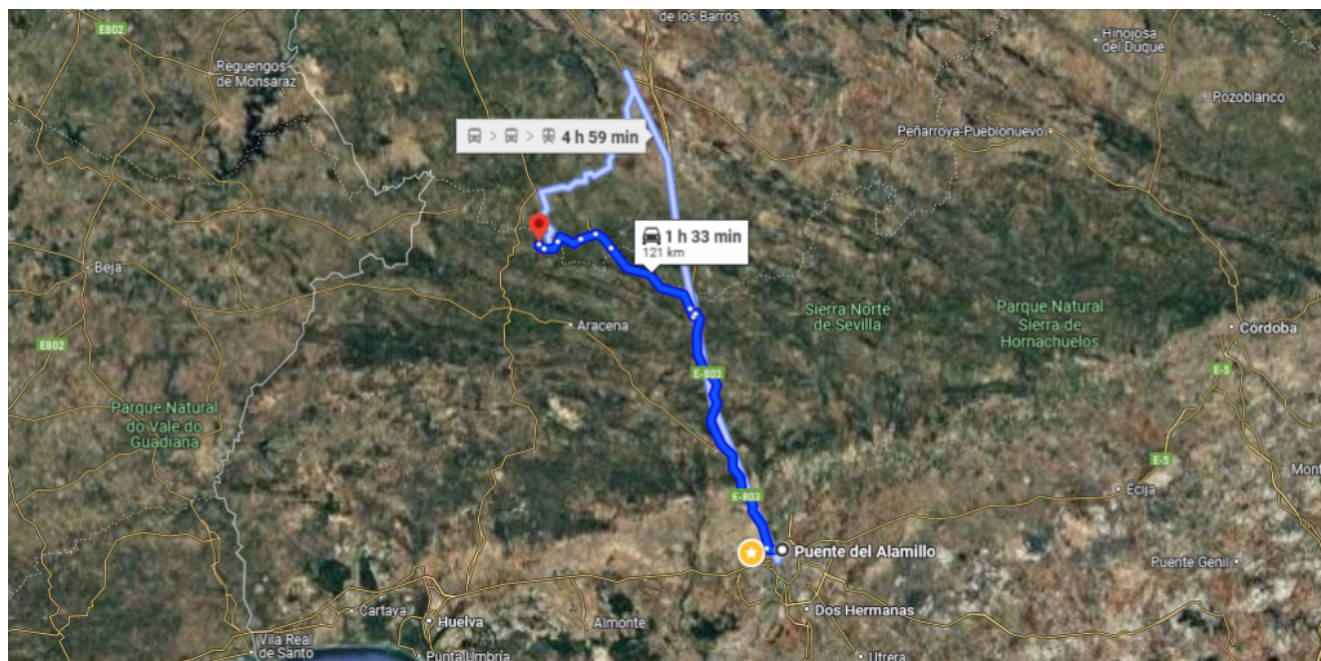 de los Barros
E802
Hinojosa
del Duque
Reguengos
de Monsaraz
Pozoblanco
4 h 59 min
Peñarroya-Pueblonuevo
1 h 33 min
121 km
Beja
Sierra Norte
de Sevilla
Parque Natural
Sierra de
Hornachuelos
Aracena
Córdoba
E802
E-803
E-5
Parque Natural
do Vale do
Guadiana
E-5
Mont
E-803
Écija
Puente del Alamillo
Puente Genil
Cartaya
Huelva
Almonte
Dos Hermanas
Vila Real
de Santo
Punta Umbría
Utrera